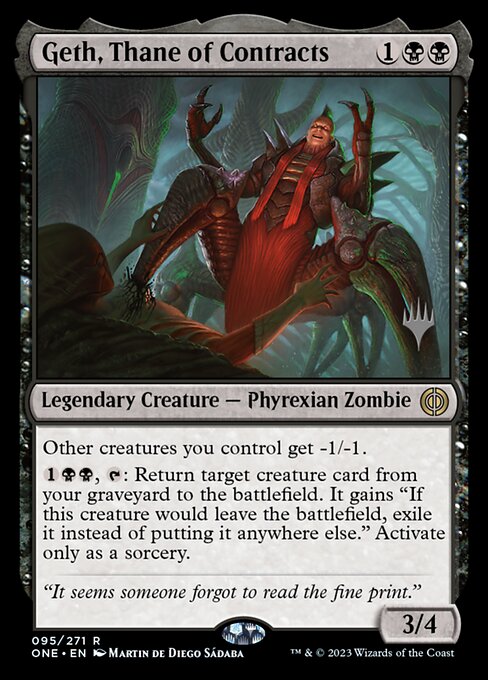 Geth, Thane of Contracts 1
Legendary Creature — Phyrexian Zombie
Other creatures you control get -1/-1.
1, : Return target creature card from
your graveyard to the battlefield. It gains “If
this creature would leave the battlefield, exile
it instead of putting it anywhere else.” Activate
only as a sorcery.
“It seems someone forgot to read the fine print.”
3/4
095/271 R
ONE • EN Martin de Diego Sádaba
™ & © 2023 Wizards of the Coast